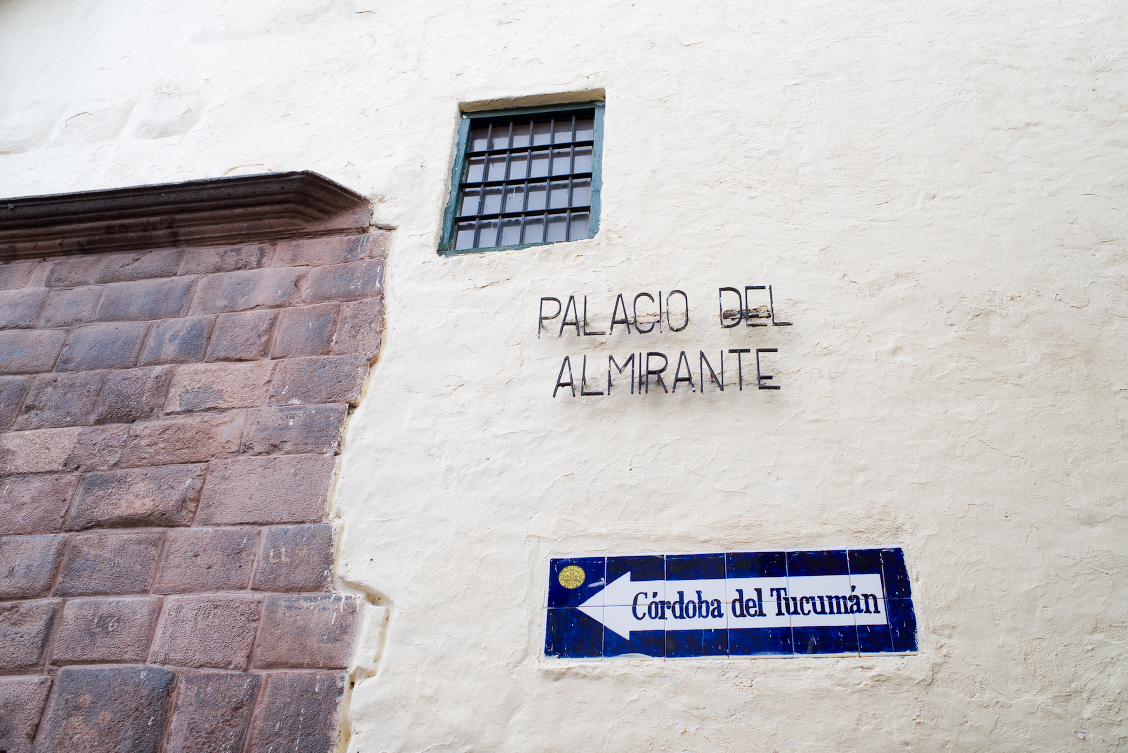 PALACIO DEL
ALMIRANTE
Córdoba del Tucumán